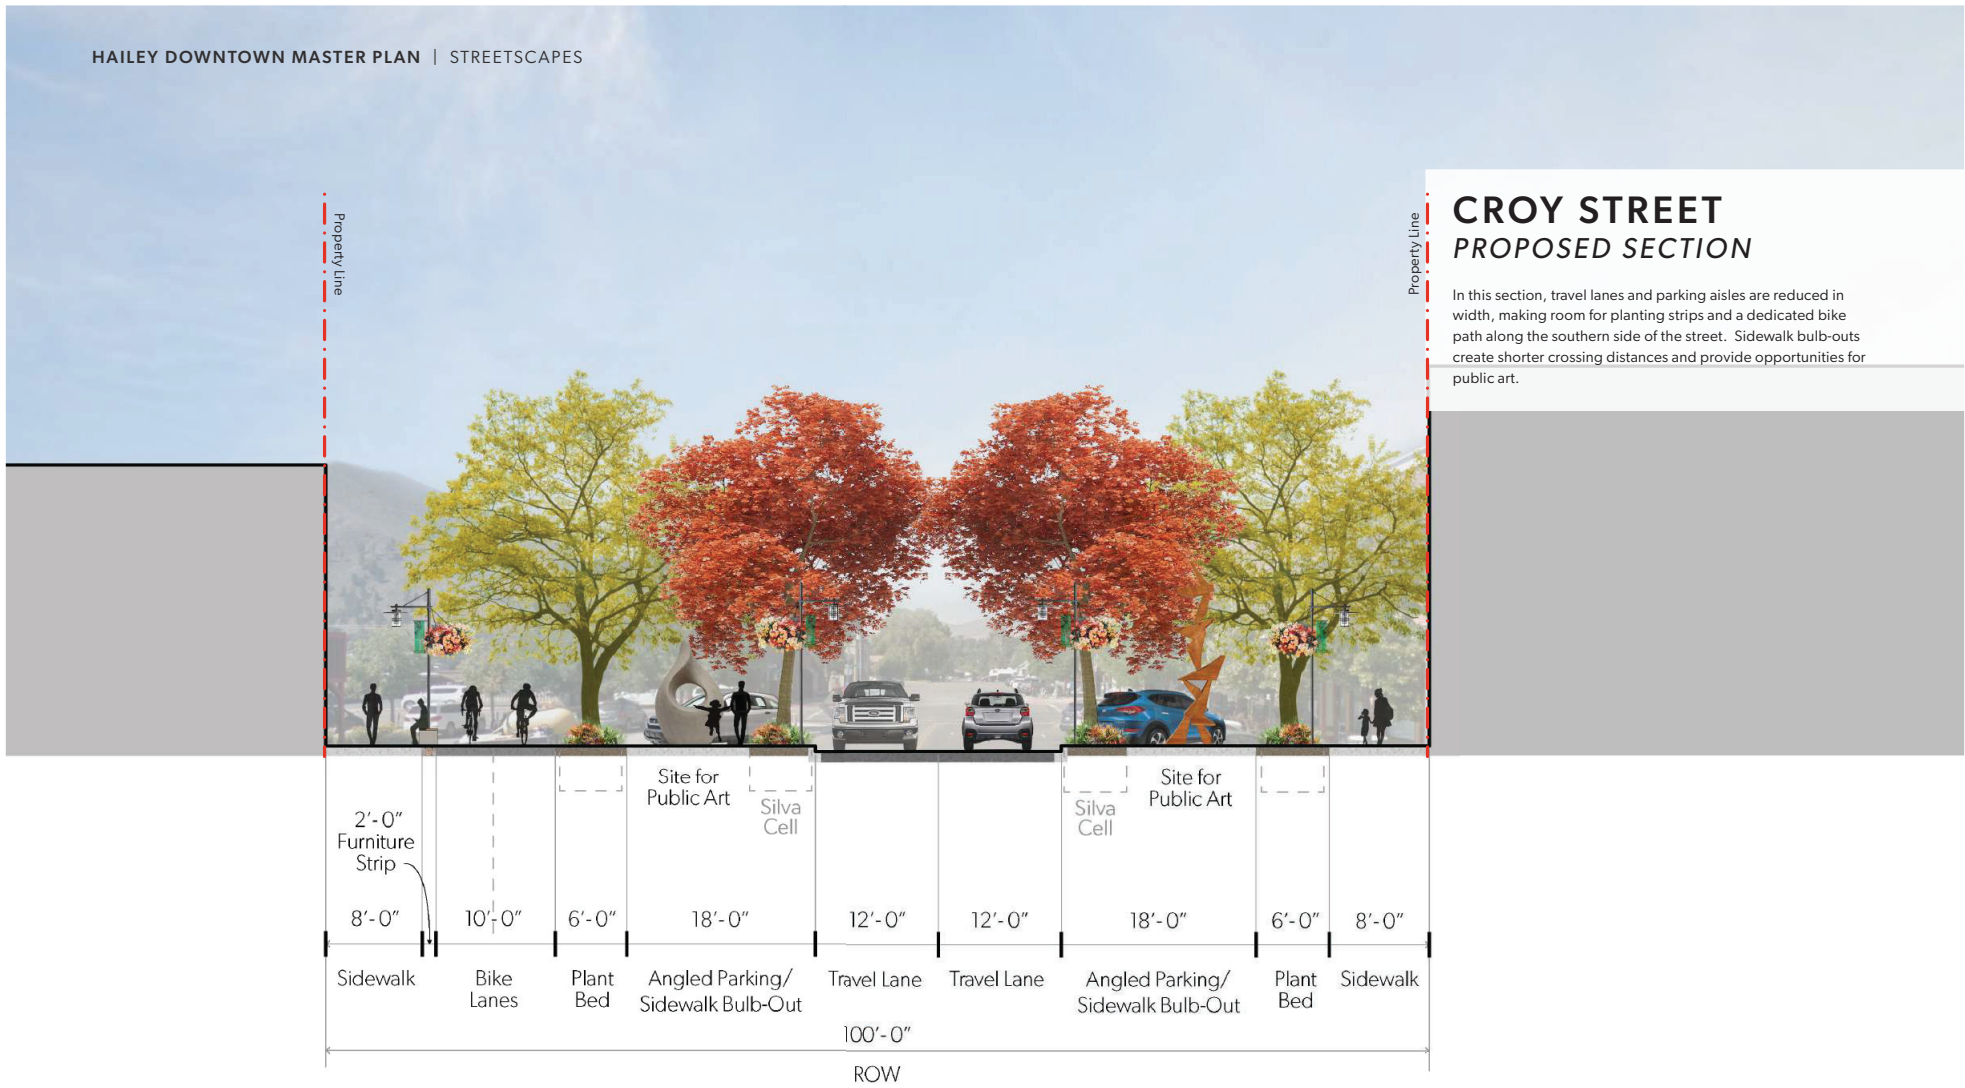 HAILEY DOWNTOWN MASTER PLAN | STREETSCAPES
Property Line
Property Line
CROY STREET
PROPOSED SECTION
In this section, travel lanes and parking aisles are reduced in
width, making room for planting strips and a dedicated bike
path along the southern side of the street. Sidewalk bulb-outs
create shorter crossing distances and provide opportunities for
public art.
Site for
Public Art
Silva
Cell
Silva
Cell
Site for
Public Art
2'-0"
Furniture
Strip
8'-0"
10'-0"
6'-0"
18'-0"
12'-0"
12'-0"
18'-0"
6'-0"
8'-0"
Sidewalk
Bike
Lanes
Plant
Bed
Angled Parking/
Sidewalk Bulb-Out
Travel Lane
Travel Lane
Angled Parking/
Sidewalk Bulb-Out
Plant
Bed
Sidewalk
100'-0"
ROW